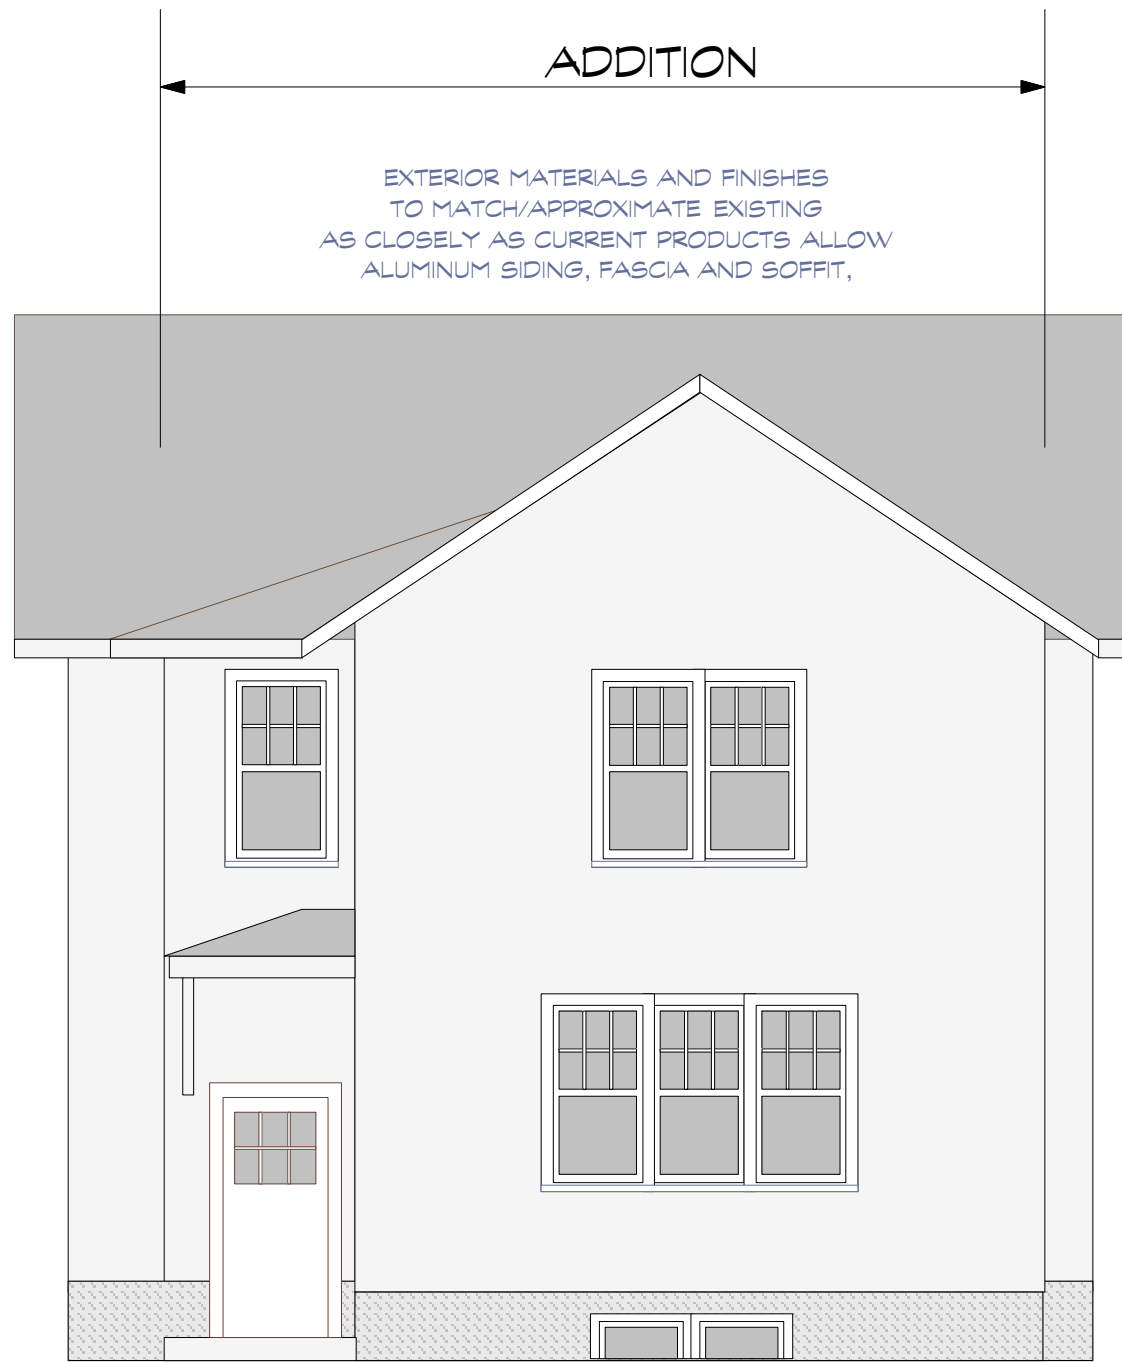 ADDITION
EXTERIOR MATERIALS AND FINISHES
TO MATCH/APPROXIMATE EXISTING
AS CLOSELY AS CURRENT PRODUCTS ALLOW
ALUMINUM SIDING, FASCIA AND SOFFIT,